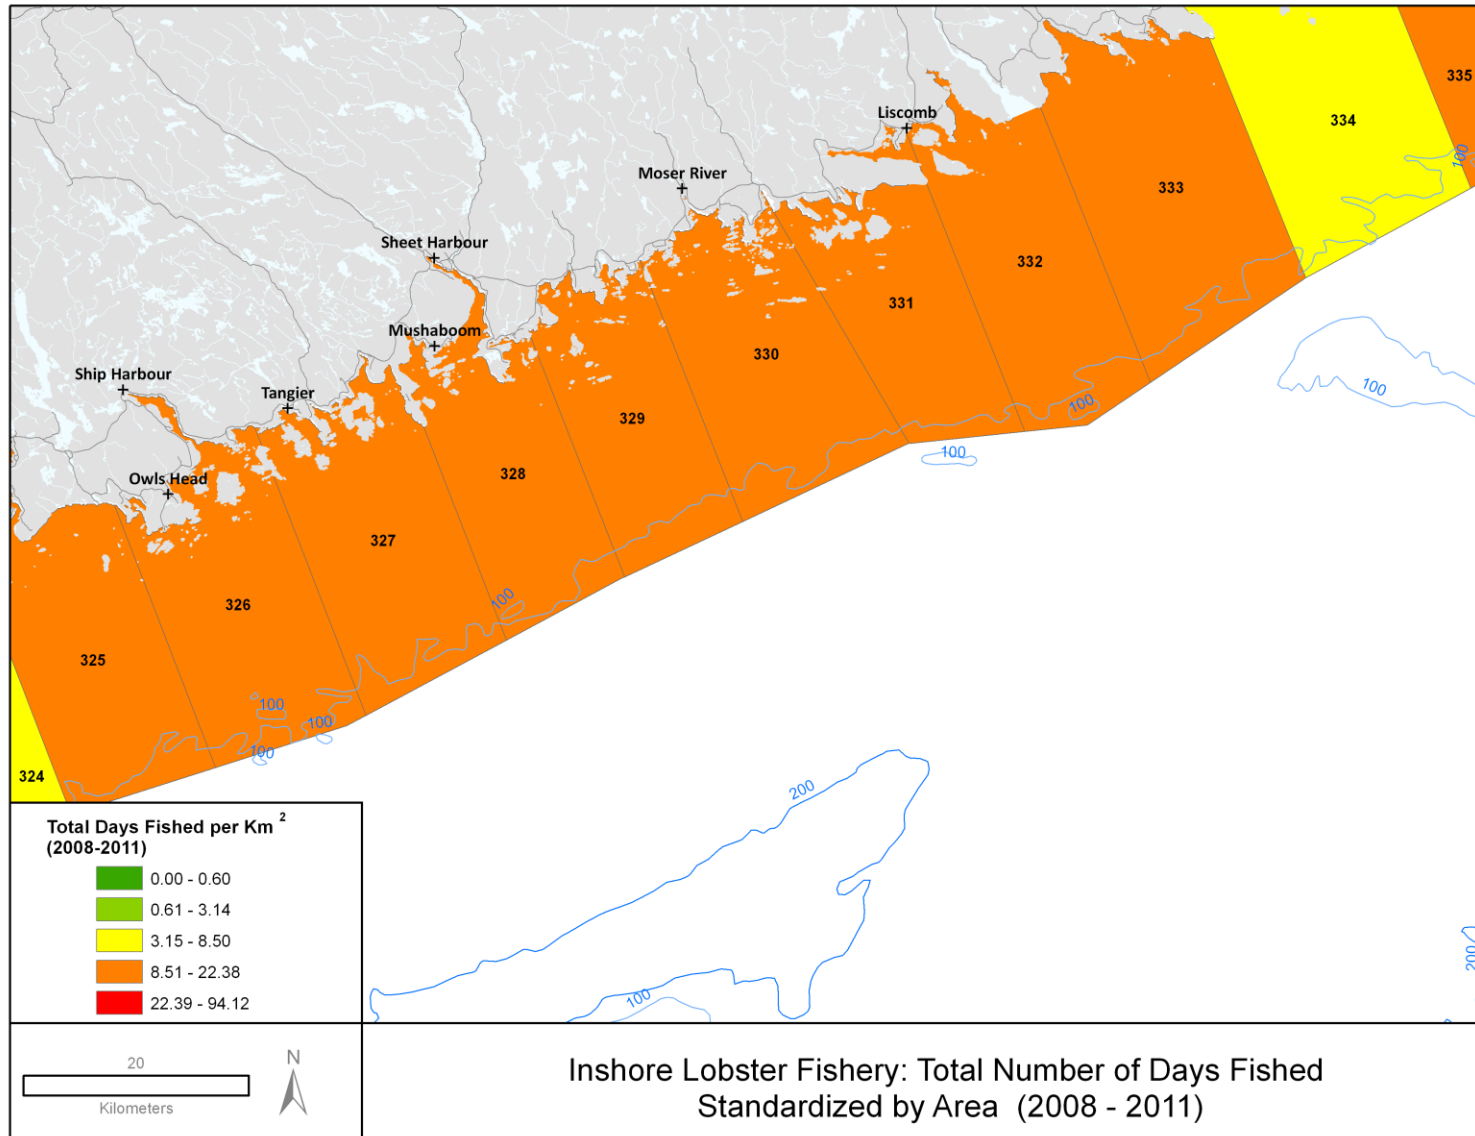 335
334
100
Liscomb
Moser River
333
Sheet Harbour
332
331
Mushaboom
330
Ship Harbour
100
Tangier
100
329
100
Owls Head
328
327
100
326
325
100
100
100
324
200
Total Days Fished per Km 2
(2008-2011)
0.00 - 0.60
0.61 - 3.14
3.15 - 8.50
8.51 - 22.38
22.39 - 94.12
200
100
20
Kilometers
N
Inshore Lobster Fishery: Total Number of Days Fished
Standardized by Area (2008 - 2011)